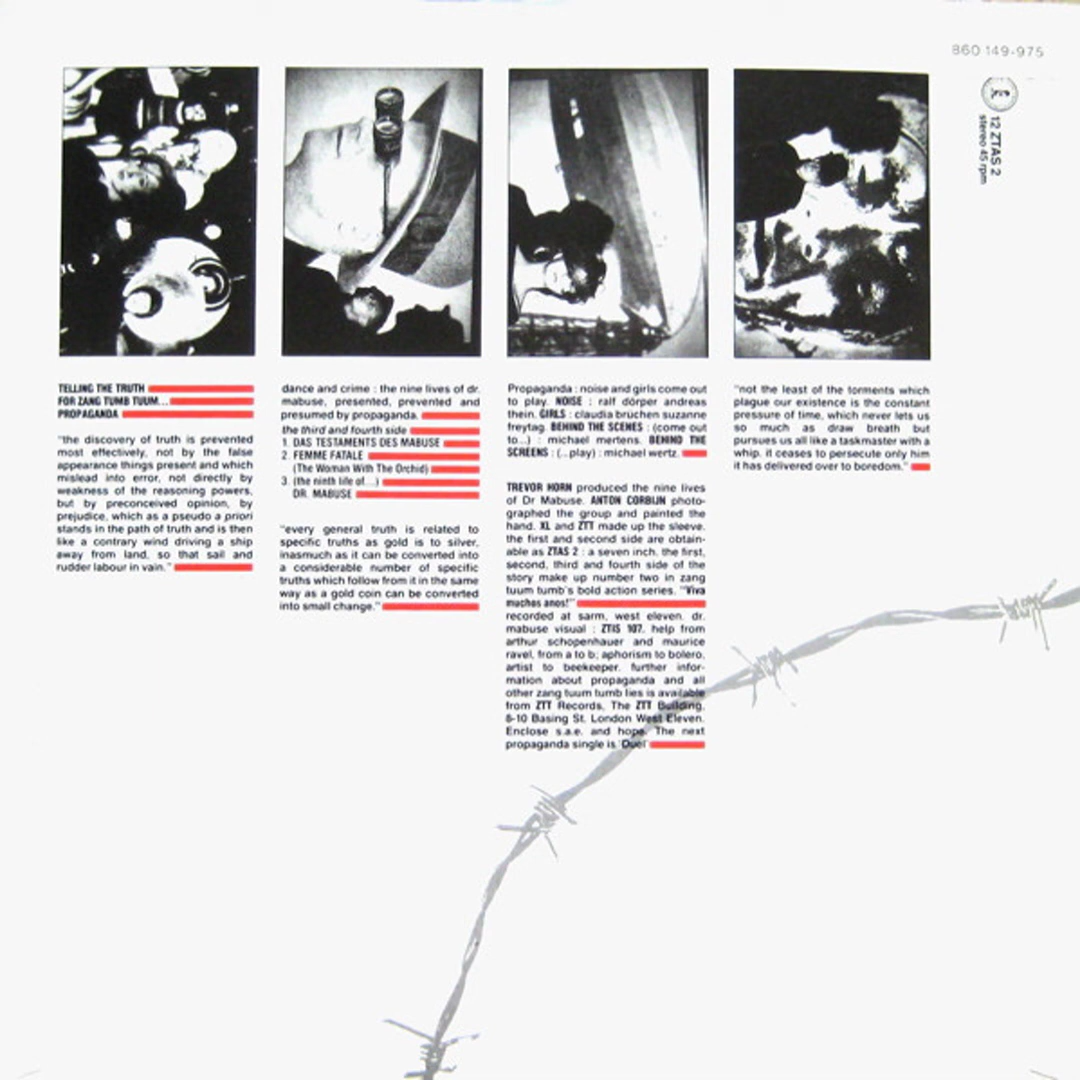 860 149-975
12 ZTAS 2
stereo 45 rpm
TELLING THE TRUTH
FOR ZANG TUMB TUUM...
PROPAGANDA
"the discovery of truth is prevented
most effectively, not by the false
appearance things present and which
mislead into error, not directly by
weakness of the reasoning powers,
but by preconceived opinion, by
prejudice, which as a pseudo a priori
stands in the path of truth and is then
like a contrary wind driving a ship
away from land, so that sail and
rudder labour in vain."
dance and crime : the nine lives of dr.
mabuse, presented, prevented and
presumed by propaganda.
the third and fourth side
1. DAS TESTAMENTS DES MABUSE
2. FEMME FATALE
(The Woman With The Orchid)
3. (the ninth life of...)
DR. MABUSE
"every general truth is related to
specific truths as gold is to silver,
inasmuch as it can be converted into
a considerable number of specific
truths which follow from it in the same
way as a gold coin can be converted
into small change."
Propaganda : noise and girls come out
to play. NOISE : ralf dörper andreas
thein. GIRLS : claudia brüchen suzanne
freytag. BEHIND THE SCENES : (come out
to...) : michael mertens. BEHIND THE
SCREENS : (...play) : michael wertz.
TREVOR HORN produced the nine lives
of Dr Mabuse. ANTON CORBIJN photo-
graphed the group and painted the
hand. XL and ZTT made up the sleeve.
the first and second side are obtain-
able as ZTAS 2 : a seven inch. the first,
second, third and fourth side of the
story make up number two in zang
tuum tumb's bold action series. "Viva
muchos anos!"
recorded at sarm, west eleven. dr.
mabuse visual : ZTIS 107. help from
arthur schopenhauer and maurice
ravel, from a to b; aphorism to bolero,
artist to beekeeper. further infor-
mation about propaganda and all
other zang tuum tumb lies is available
from ZTT Records, The ZTT Building,
8-10 Basing St. London West Eleven.
Enclose s.a.e. and hope. The next
propaganda single is 'Duel'
"not the least of the torments which
plague our existence is the constant
pressure of time, which never lets us
so much as draw breath but
pursues us all like a taskmaster with a
whip. it ceases to persecute only him
it has delivered over to boredom."